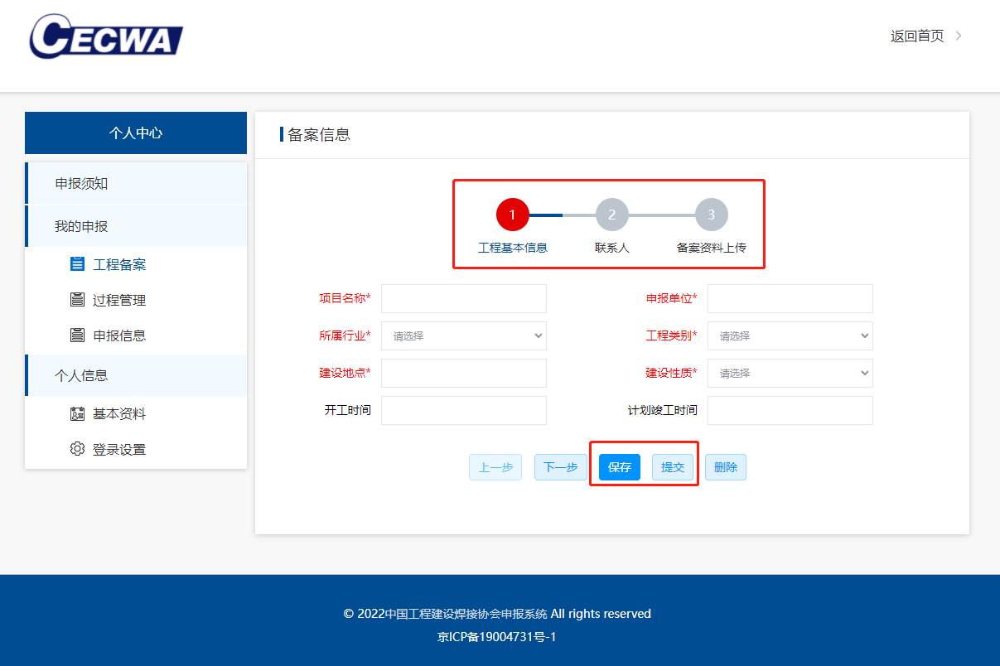 CECWA
返回首页
个人中心
申报须知
我的申报
工程备案
过程管理
申报信息
个人信息
基本资料
登录设置
备案信息
1 2 3
工程基本信息 联系人 备案资料上传
项目名称* 申报单位*
所属行业* 请选择 工程类别* 请选择
建设地点* 建设性质* 请选择
开工时间 计划竣工时间
上一步 下一步 保存 提交 删除
© 2022中国工程建设焊接协会申报系统 All rights reserved
京ICP备19004731号-1